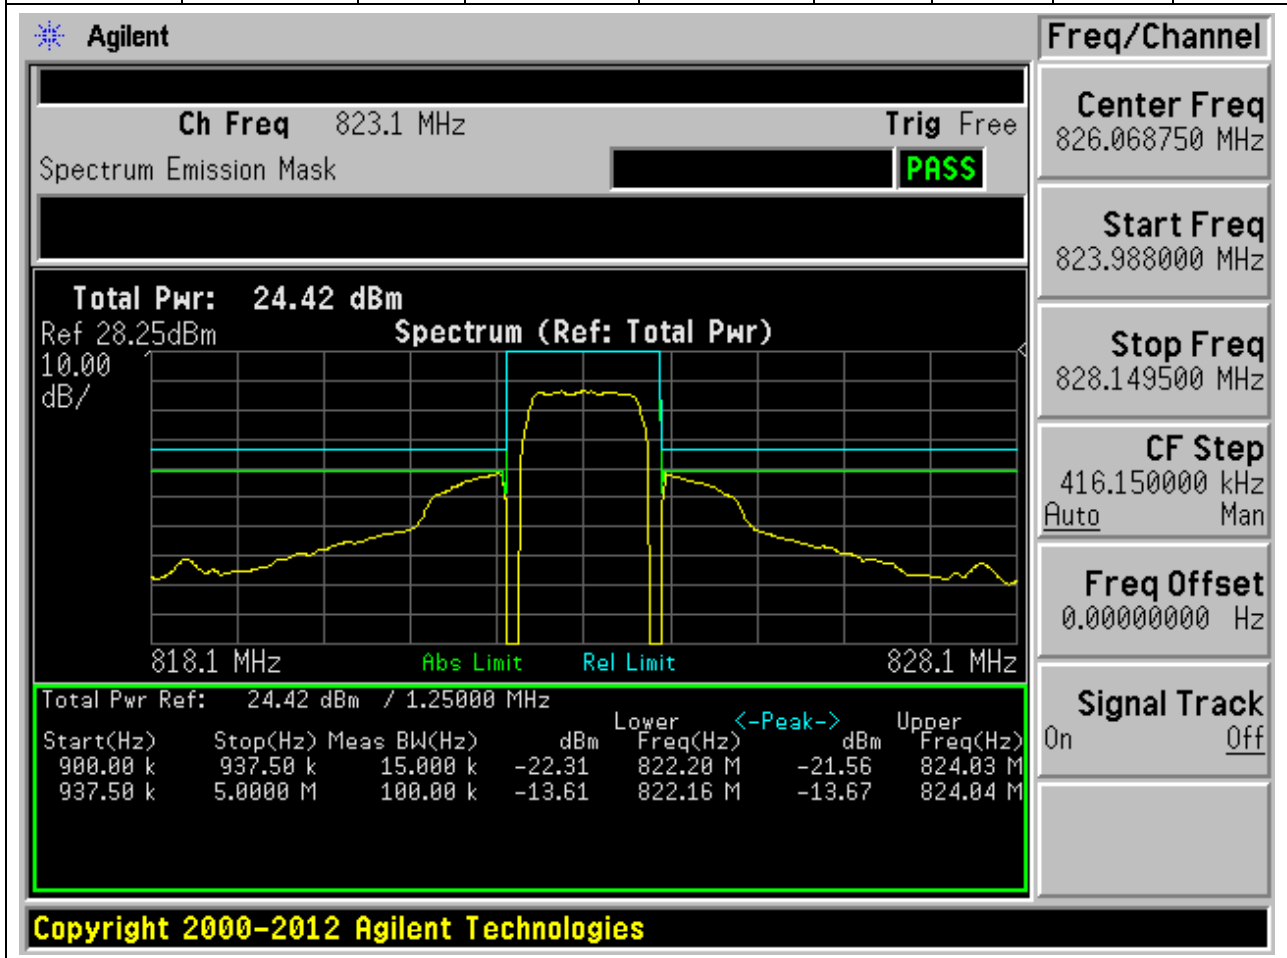 Agilent
Freq/Channel
Ch Freq 823.1 MHz Trig Free
Spectrum Emission Mask PASS
Center Freq
826.068750 MHz
Start Freq
823.988000 MHz
Stop Freq
828.149500 MHz
CF Step
416.150000 kHz
Auto Man
Freq Offset
0.00000000 Hz
Signal Track
On Off
Total Pwr: 24.42 dBm
Ref 28.25dBm Spectrum (Ref: Total Pwr)
10.00
dB/
818.1 MHz Abs Limit Rel Limit 828.1 MHz
Total Pwr Ref: 24.42 dBm / 1.25000 MHz
Lower <-Peak-> Upper
Start(Hz) Stop(Hz) Meas BW(Hz) dBm Freq(Hz) dBm Freq(Hz)
900.00 k 937.50 k 15.000 k -22.31 822.20 M -21.56 824.03 M
937.50 k 5.0000 M 100.00 k -13.61 822.16 M -13.67 824.04 M
Copyright 2000-2012 Agilent Technologies